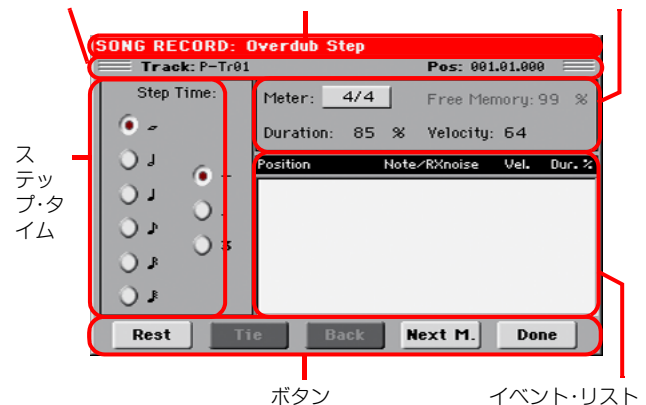 SONG RECORD: Overdub Step
Track: P-Tr01 Pos: 001.01.000
Step Time:
Meter: 4/4 Free Memory: 99 %
Duration: 85 % Velocity: 64
Position Note/RXnoise Vel. Dur.%
ス
テッ
プ・タ
イム
Rest Tie Back Next M. Done
ボタン イベント・リスト